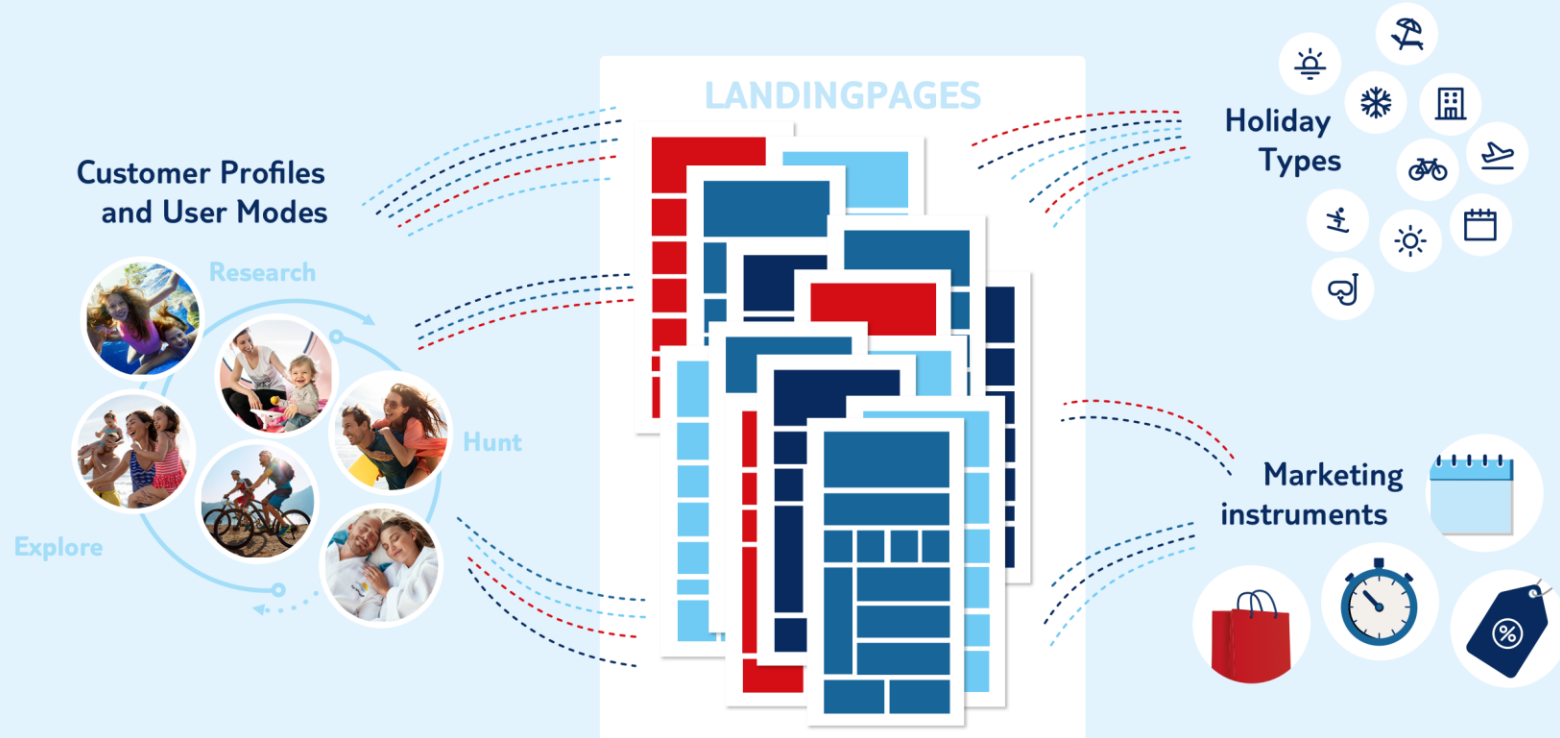 LANDINGPAGES
Customer Profiles
and User Modes
Research
Hunt
Explore
Holiday
Types
Marketing
instruments
%